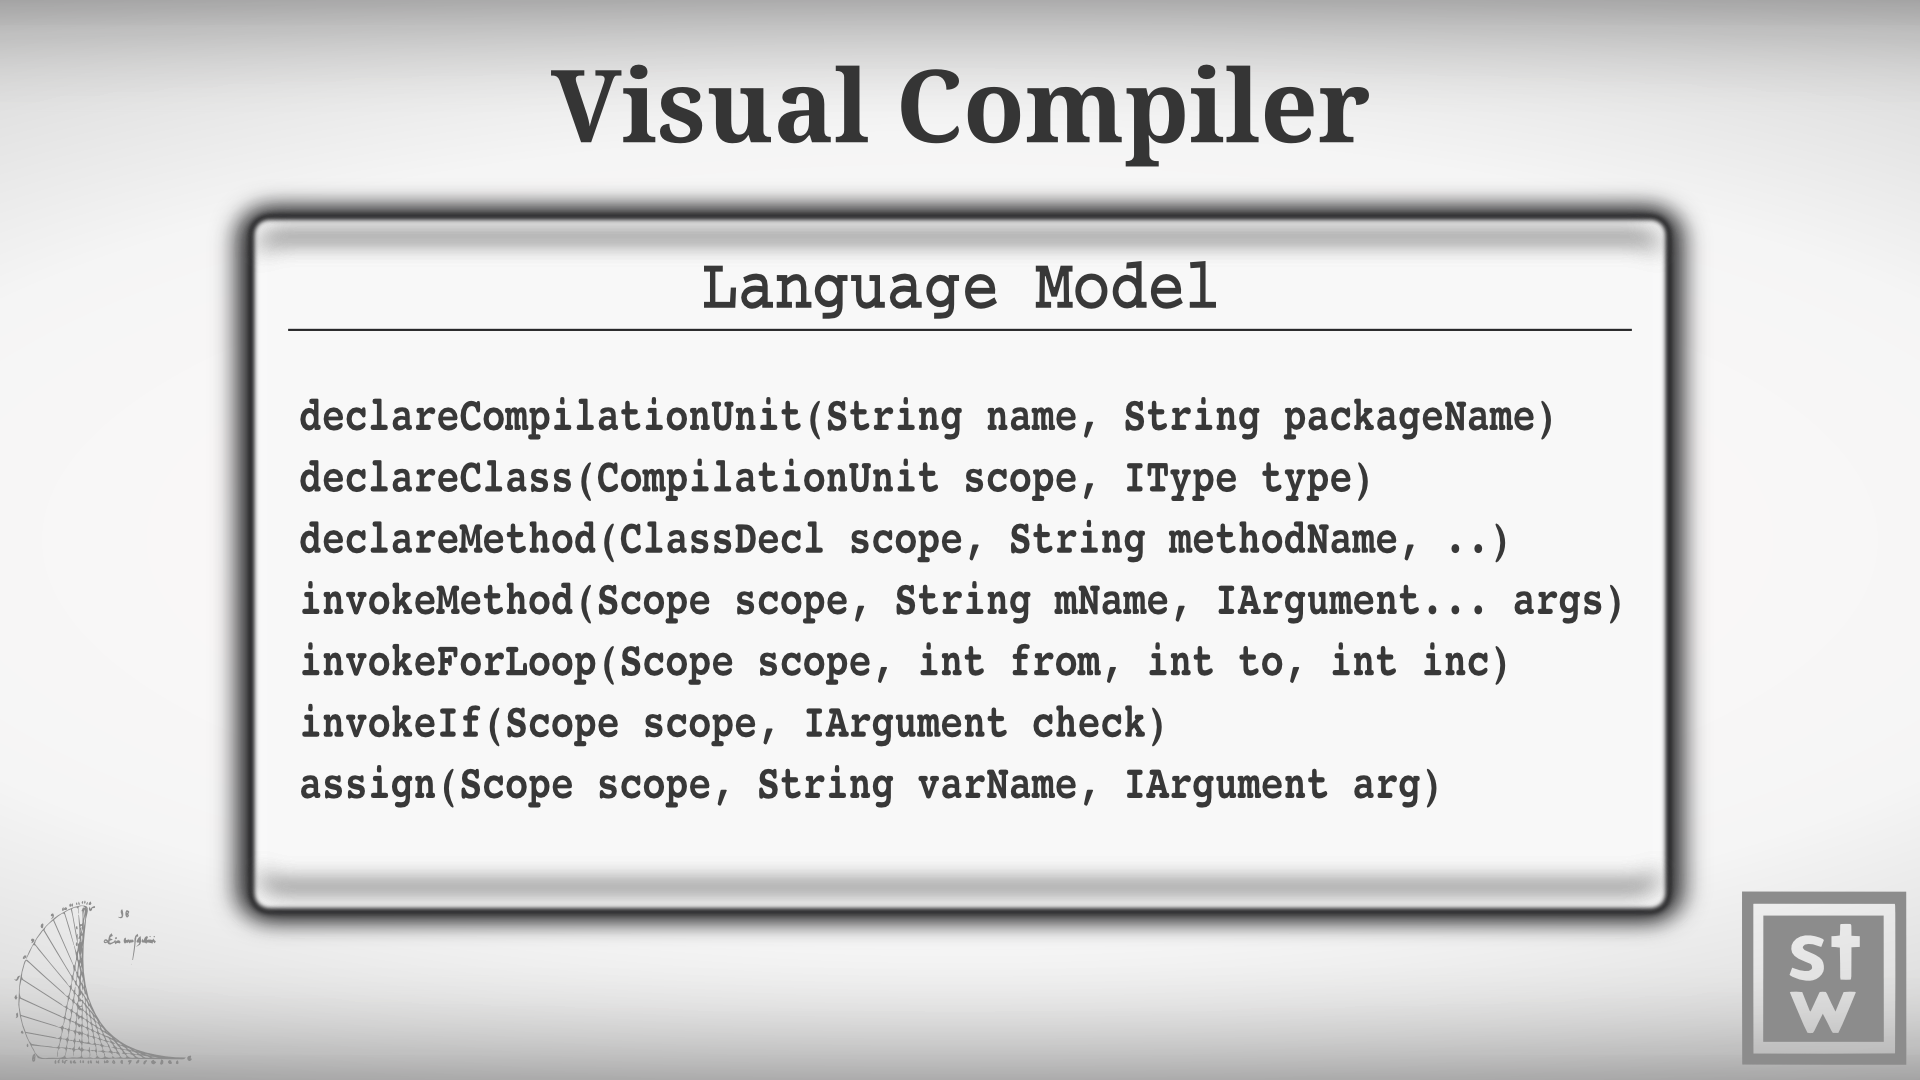 Visual Compiler
Language Model
declareCompilationUnit(String name, String packageName)
declareClass(CompilationUnit scope, IType type)
declareMethod(ClassDecl scope, String methodName, ..)
invokeMethod(Scope scope, String mName, IArgument... args)
invokeForLoop(Scope scope, int from, int to, int inc)
invokeIf(Scope scope, IArgument check)
assign(Scope scope, String varName, IArgument arg)
st
w